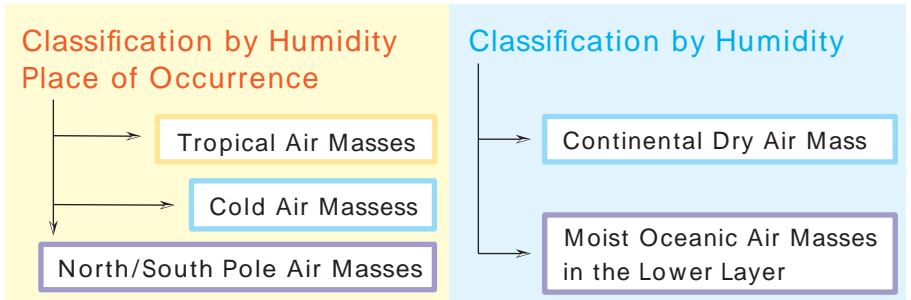 Classification by Humidity
Place of Occurrence
Tropical Air Masses
Cold Air Massess
North/South Pole Air Masses
Classification by Humidity
Continental Dry Air Mass
Moist Oceanic Air Masses
in the Lower Layer